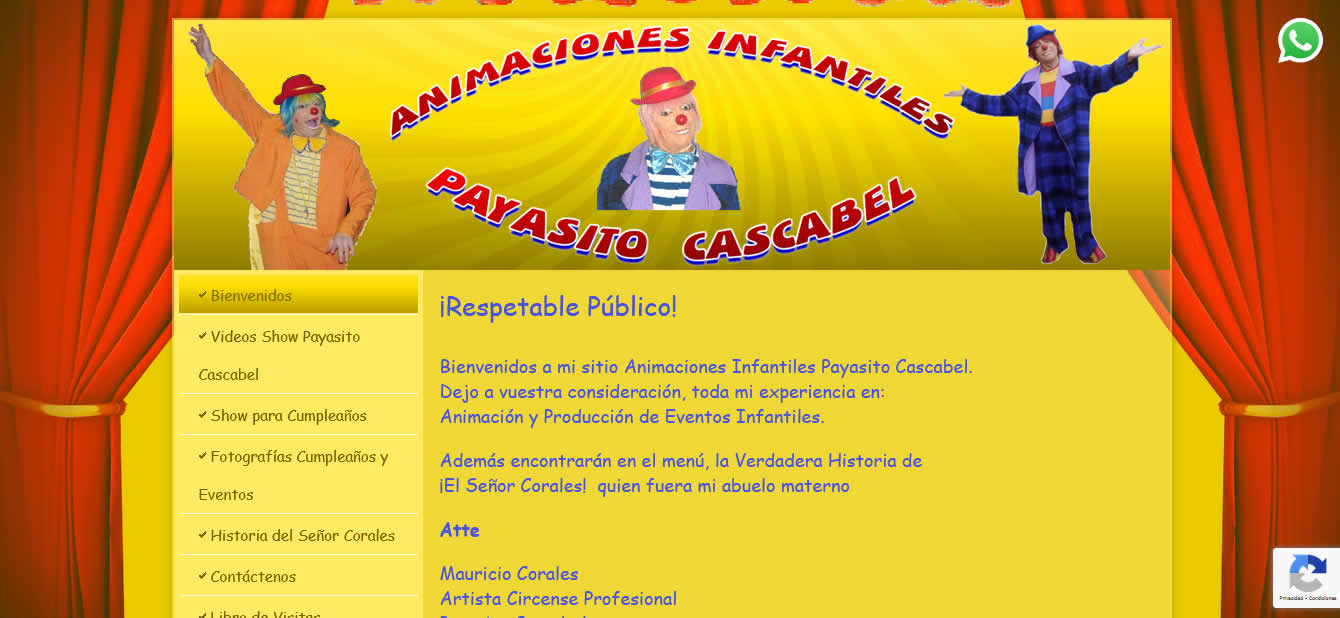 ANIMACIONES INFANTILES
PAYASITO CASCABEL
Bienvenidos
Videos Show Payasito
Cascabel
Show para Cumpleaños
Fotografías Cumpleaños y
Eventos
Historia del Señor Corales
Contáctenos
Libro de Visitas
¡Respetable Público!
Bienvenidos a mi sitio Animaciones Infantiles Payasito Cascabel.
Dejo a vuestra consideración, toda mi experiencia en:
Animación y Producción de Eventos Infantiles.
Además encontrarán en el menú, la Verdadera Historia de
¡El Señor Corales!  quien fuera mi abuelo materno
Atte
Mauricio Corales
Artista Circense Profesional
Privacidad - Condiciones